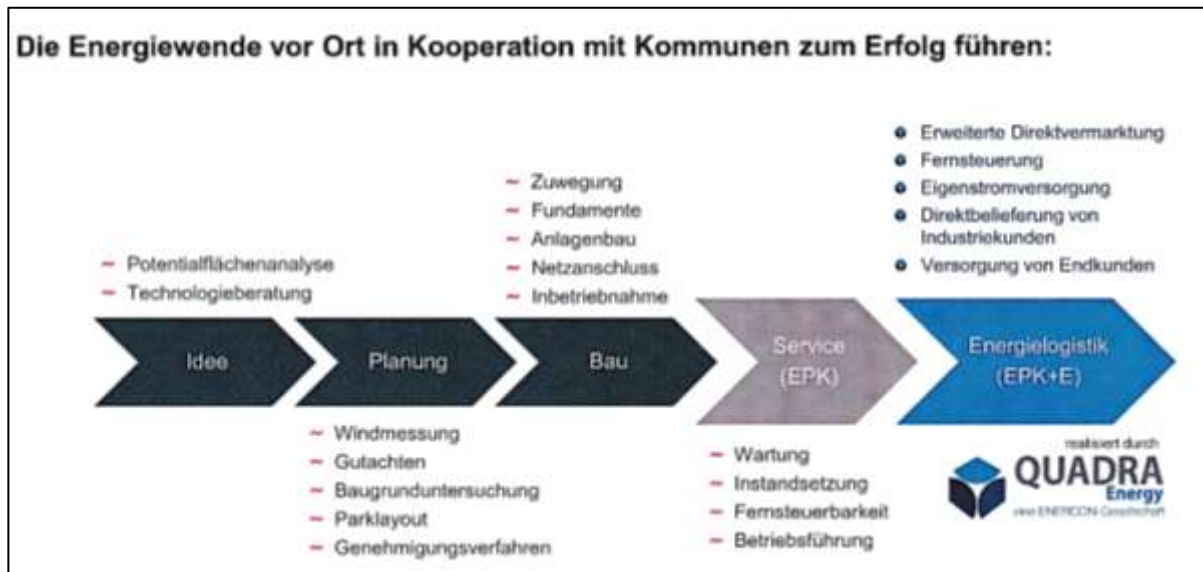 Die Energiewende vor Ort in Kooperation mit Kommunen zum Erfolg führen:
~ Potentialflächenanalyse
~ Technologieberatung
Idee
Planung
~ Windmessung
~ Gutachten
~ Baugrunduntersuchung
~ Parklayout
~ Genehmigungsverfahren
~ Zuwegung
~ Fundamente
~ Anlagenbau
~ Netzanschluss
~ Inbetriebnahme
Bau
Service
(EPK)
~ Wartung
~ Instandsetzung
~ Fernsteuerbarkeit
~ Betriebsführung
Erweiterte Direktvermarktung
Fernsteuerung
Eigenstromversorgung
Direktbelieferung von
Industriekunden
Versorgung von Endkunden
Energielogistik
(EPK+E)
realisiert durch
QUADRA
Energy
eine ENERCON-Gesellschaft